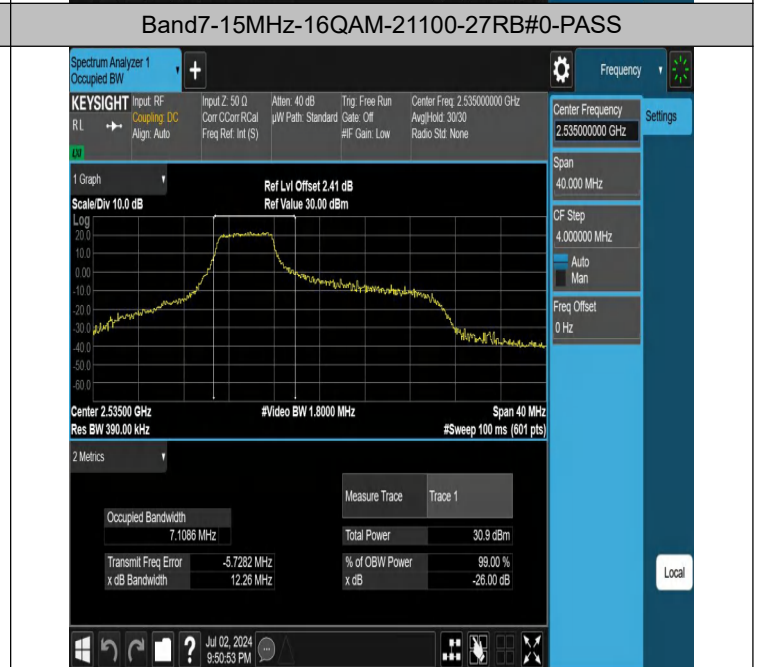 Band7-15MHz-16QAM-21100-27RB#0-PASS
Spectrum Analyzer 1
Occupied BW
+
Frequency
KEYSIGHT
RL
LXI
Input: RF
Coupling: DC
Align: Auto
Input Z: 50 Ω
Corr CCorr RCal
Freq Ref: Int (S)
Atten: 40 dB
µW Path: Standard
Trig: Free Run
Gate: Off
#IF Gain: Low
Center Freq: 2.535000000 GHz
Avg|Hold: 30/30
Radio Std: None
Center Frequency
2.535000000 GHz
Settings
Span
40.000 MHz
CF Step
4.000000 MHz
Auto
Man
Freq Offset
0 Hz
1 Graph
Scale/Div 10.0 dB
Ref Lvl Offset 2.41 dB
Ref Value 30.00 dBm
Log
20.0
10.0
0.00
-10.0
-20.0
-30.0
-40.0
-50.0
-60.0
Center 2.53500 GHz
Res BW 390.00 kHz
#Video BW 1.8000 MHz
Span 40 MHz
#Sweep 100 ms (601 pts)
2 Metrics
Measure Trace Trace 1
Occupied Bandwidth
7.1086 MHz
Total Power 30.9 dBm
Transmit Freq Error -5.7282 MHz
% of OBW Power 99.00 %
x dB Bandwidth 12.26 MHz
x dB -26.00 dB
Local
?
Jul 02, 2024
9:50:53 PM